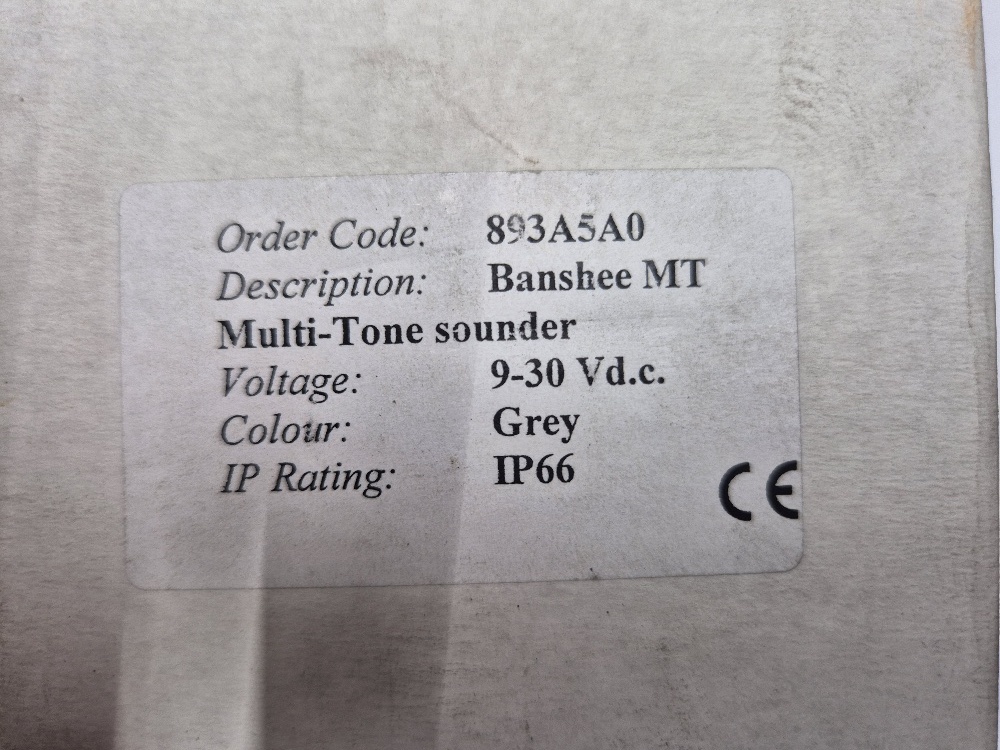 Order Code: 893A5A0
Description: Banshee MT
Multi-Tone sounder
Voltage: 9-30 Vd.c.
Colour: Grey
IP Rating: IP66
CE